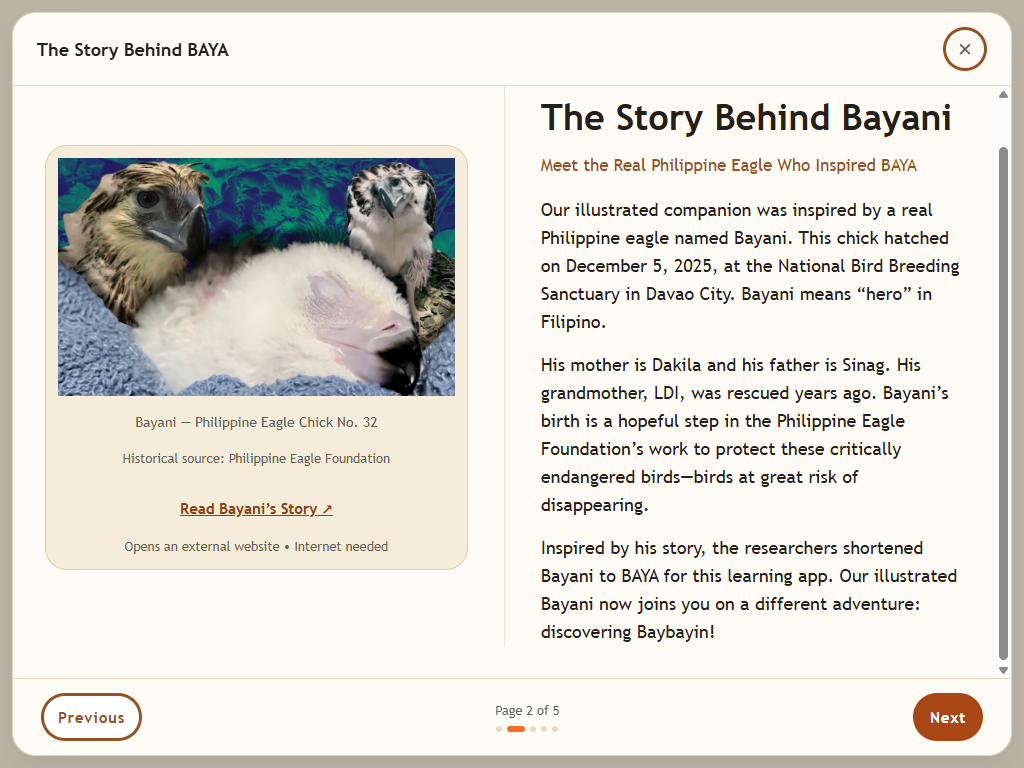 The Story Behind BAYA
Bayani — Philippine Eagle Chick No. 32
Historical source: Philippine Eagle Foundation
Read Bayani’s Story ↗
Opens an external website • Internet needed
The Story Behind Bayani
Meet the Real Philippine Eagle Who Inspired BAYA
Our illustrated companion was inspired by a real
Philippine eagle named Bayani. This chick hatched
on December 5, 2025, at the National Bird Breeding
Sanctuary in Davao City. Bayani means “hero” in
Filipino.
His mother is Dakila and his father is Sinag. His
grandmother, LDI, was rescued years ago. Bayani’s
birth is a hopeful step in the Philippine Eagle
Foundation’s work to protect these critically
endangered birds—birds at great risk of
disappearing.
Inspired by his story, the researchers shortened
Bayani to BAYA for this learning app. Our illustrated
Bayani now joins you on a different adventure:
discovering Baybayin!
Previous
Page 2 of 5
Next